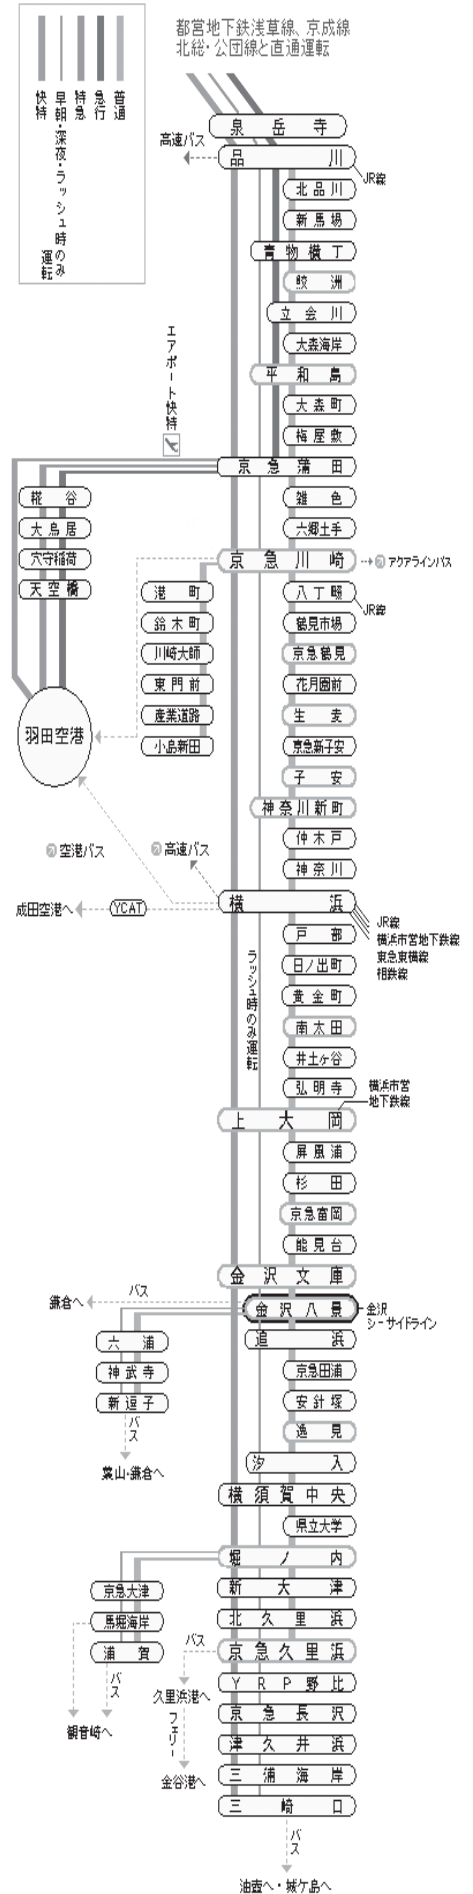 都営地下鉄浅草線、京成線
北総・公団線と直通運転
快特
早朝・深夜・ラッシュ時のみ
運転
特急
急行
普通
泉岳寺
高速バス
品川
JR線
北品川
新馬場
青物横丁
鮫洲
立会川
大森海岸
平和島
大森町
梅屋敷
エアポート快特
京急蒲田
糀谷
大鳥居
穴守稲荷
天空橋
羽田空港
雑色
六郷土手
京急川崎
アクアラインバス
港町
鈴木町
川崎大師
東門前
産業道路
小島新田
八丁畷
JR線
鶴見市場
京急鶴見
花月園前
生麦
京急新子安
子安
神奈川新町
仲木戸
神奈川
空港バス
高速バス
成田空港へ
YCAT
横浜
JR線
横浜市営地下鉄線
東急東横線
相鉄線
ラッシュ時のみ運転
戸部
日ノ出町
黄金町
南太田
井土ヶ谷
弘明寺
横浜市営
地下鉄線
上大岡
屏風浦
杉田
京急富岡
能見台
金沢文庫
鎌倉へ
バス
金沢八景
金沢
シーサイドライン
六浦
神武寺
新逗子
バス
葉山・鎌倉へ
追浜
京急田浦
安針塚
逸見
汐入
横須賀中央
県立大学
堀ノ内
京急大津
馬堀海岸
浦賀
バス
観音崎へ
新大津
北久里浜
京急久里浜
バス
久里浜港へ
フェリー
金谷港へ
YRP野比
京急長沢
津久井浜
三浦海岸
三崎口
バス
油壺へ・城ケ島へ